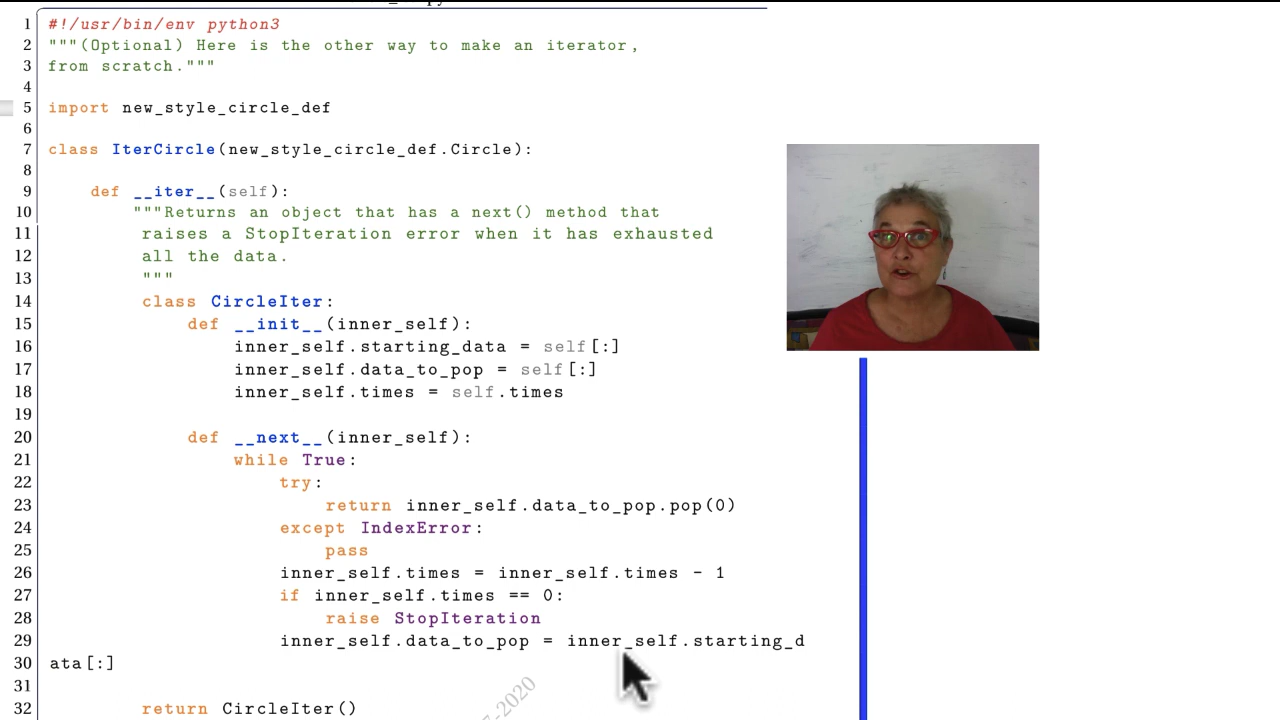 1 #!/usr/bin/env python3
2 """(Optional) Here is the other way to make an iterator,
3 from scratch."""
4
5 import new_style_circle_def
6
7 class IterCircle(new_style_circle_def.Circle):
8
9 def __iter__(self):
10 """Returns an object that has a next() method that
11 raises a StopIteration error when it has exhausted
12 all the data.
13 """
14 class CircleIter:
15 def __init__(inner_self):
16 inner_self.starting_data = self[:]
17 inner_self.data_to_pop = self[:]
18 inner_self.times = self.times
19
20 def __next__(inner_self):
21 while True:
22 try:
23 return inner_self.data_to_pop.pop(0)
24 except IndexError:
25 pass
26 inner_self.times = inner_self.times - 1
27 if inner_self.times == 0:
28 raise StopIteration
29 inner_self.data_to_pop = inner_self.starting_d
30 ata[:]
31
32 return CircleIter()
-2020